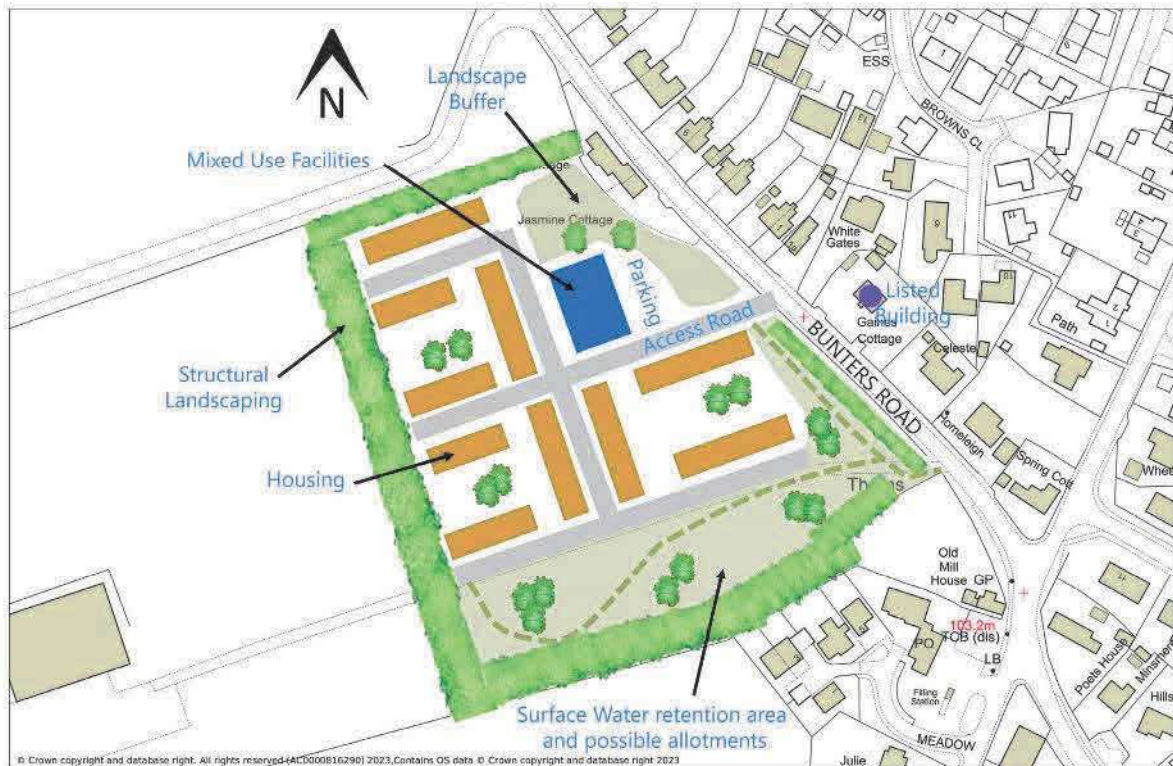 N
Landscape
Buffer
Mixed Use Facilities
Jasmine Cottage
Parking
Access Road
Structural
Landscaping
Housing
ESS
BROWNS CL
White
Gates
Listed
Building
Gaines
Cottage
Celeste
Path
BUNTERS ROAD
Homeleigh
Spring Cott
Old
Mill
House
GP
103.2m
TCB (dis)
PO
LB
Filling
Station
MEADOW
Poets House
Hills
Julie
Surface Water retention area
and possible allotments
© Crown copyright and database right. All rights reserved (AC0000816290) 2023,Contains OS data © Crown copyright and database right 2023